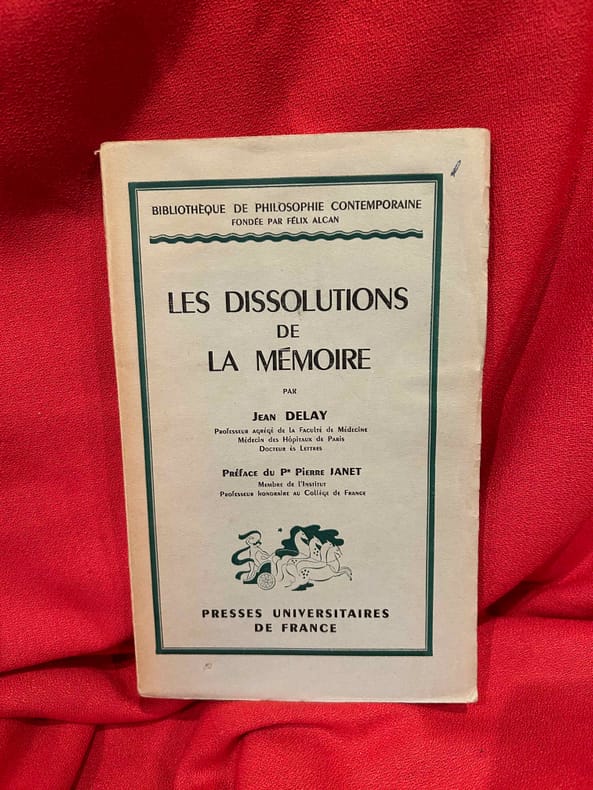 BIBLIOTHÈQUE DE PHILOSOPHIE CONTEMPORAINE
FONDÉE PAR FÉLIX ALCAN
LES DISSOLUTIONS
DE
LA MÉMOIRE
PAR
JEAN DELAY
Professeur agrégé de la Faculté de Médecine
Médecin des Hôpitaux de Paris
Docteur ès Lettres
Préface du Pr Pierre JANET
Membre de l'Institut
Professeur honoraire au Collège de France
PRESSES UNIVERSITAIRES
DE FRANCE